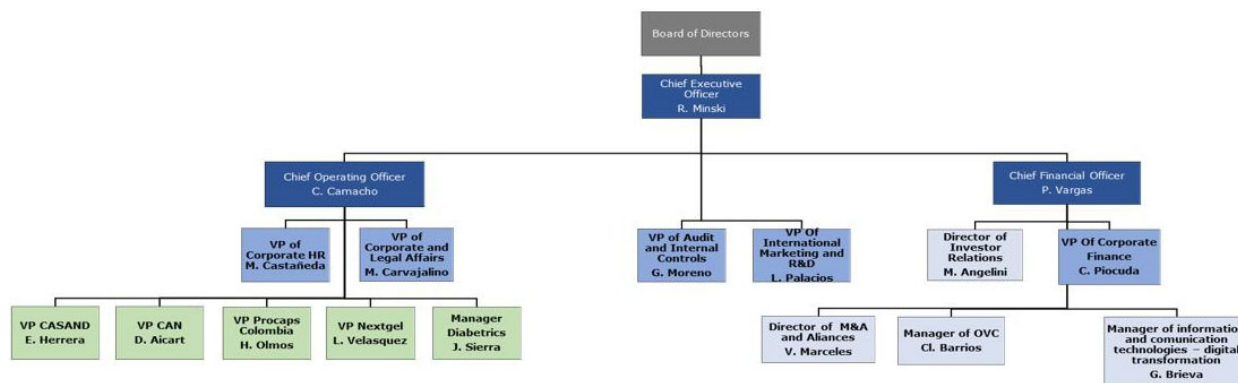 Board of Directors
Chief Executive
Officer
R. Minski
Chief Operating Officer
C. Camacho
Chief Financial Officer
P. Vargas
VP of
Corporate HR
M. Castañeda
VP of
Corporate and
Legal Affairs
M. Carvajalino
VP of Audit
and Internal
Controls
G. Moreno
VP Of
International
Marketing and
R&D
L. Palacios
Director of
Investor
Relations
M. Angelini
VP Of Corporate
Finance
C. Piocuda
VP CASAND
E. Herrera
VP CAN
D. Aicart
VP Procaps
Colombia
H. Olmos
VP Nextgel
L. Velasquez
Manager
Diabetrics
J. Sierra
Director of M&A
and Aliances
V. Marceles
Manager of OVC
Cl. Barrios
Manager of information
and comunication
technologies – digital
transformation
G. Brieva